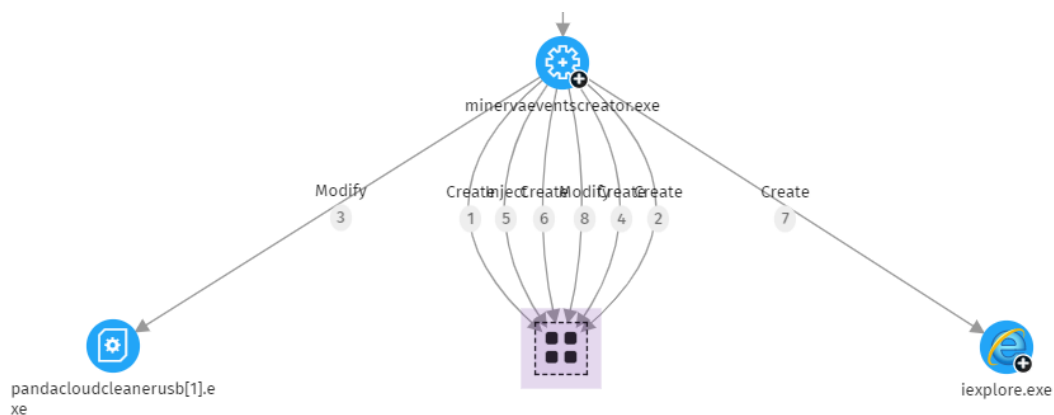 minervaeventscreator.exe
Modify
3
Create
1
Inject
5
Create
6
Modify
8
Create
4
Create
2
Create
7
pandacloudcleanerusb[1].e
xe
iexplore.exe